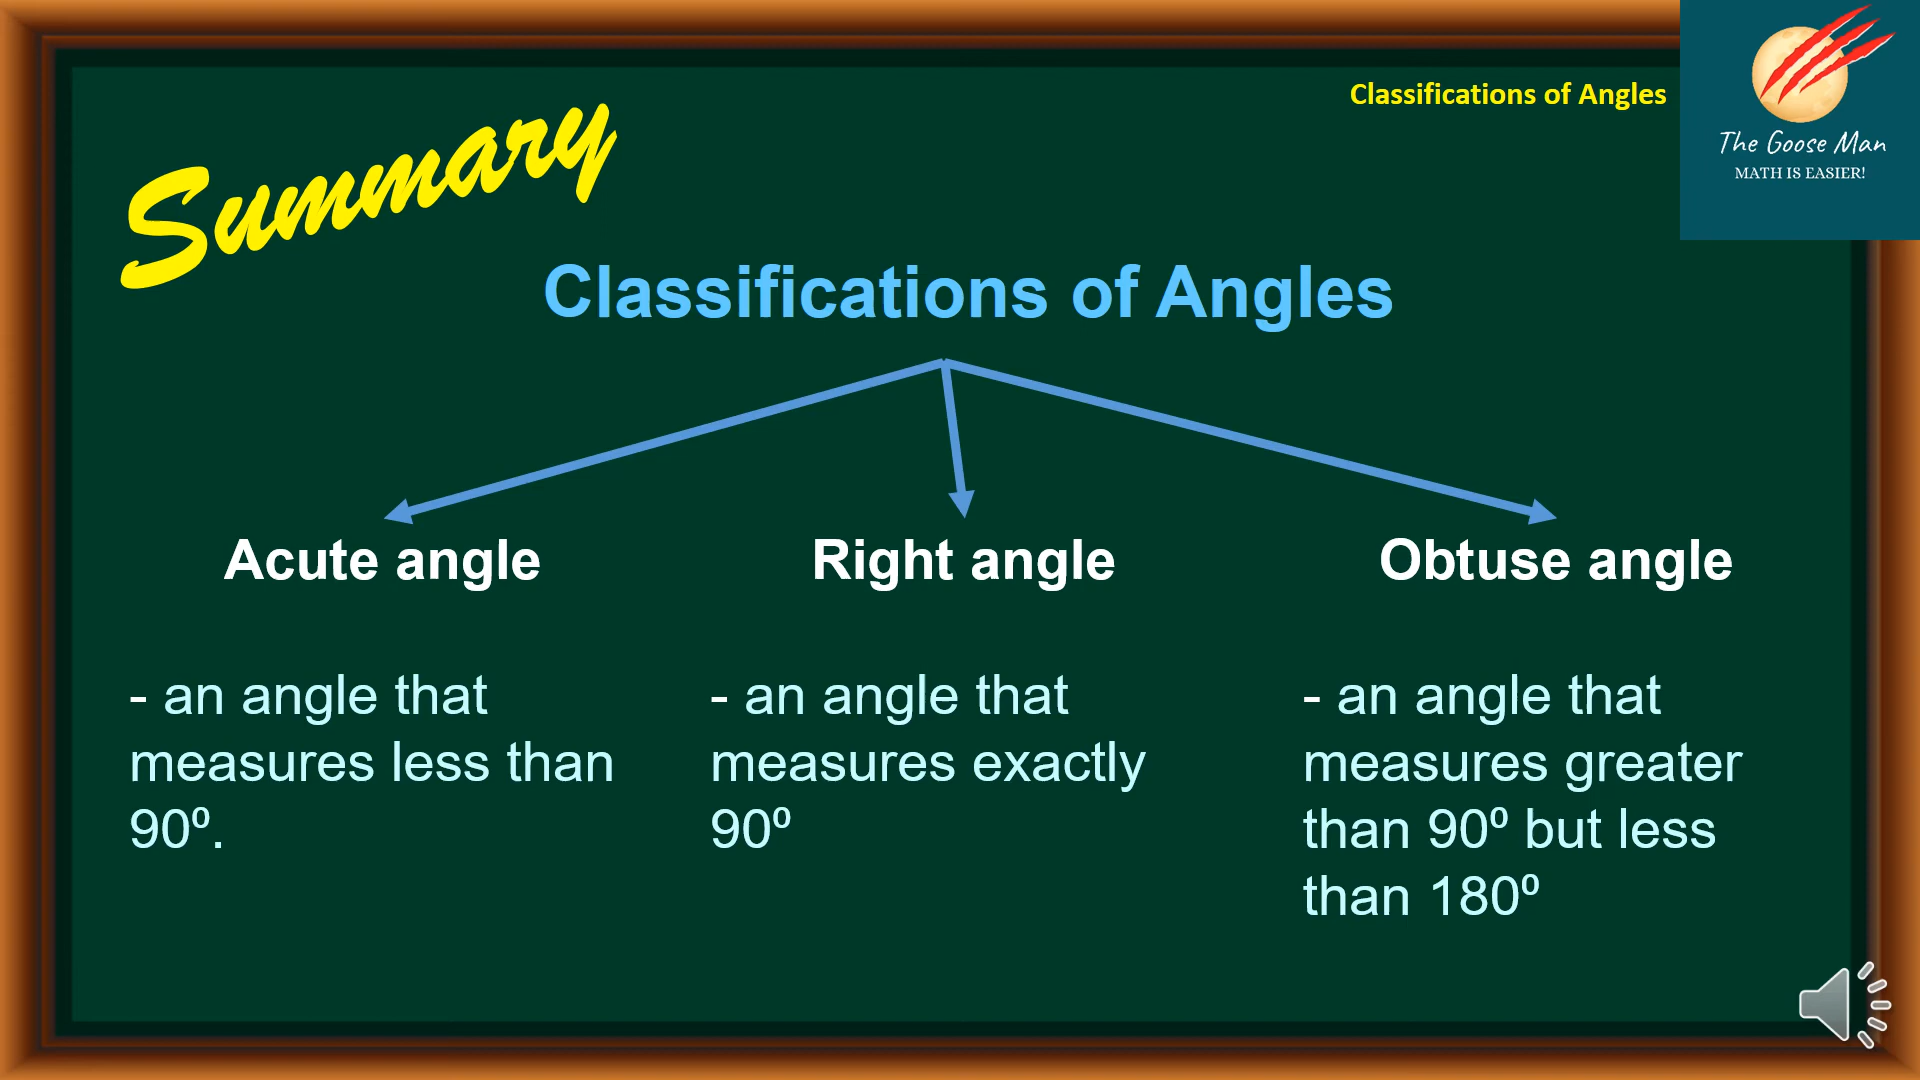 Classifications of Angles
The Goose Man
MATH IS EASIER!
Summary
Classifications of Angles
Acute angle
- an angle that
measures less than
90º.
Right angle
- an angle that
measures exactly
90º
Obtuse angle
- an angle that
measures greater
than 90º but less
than 180º